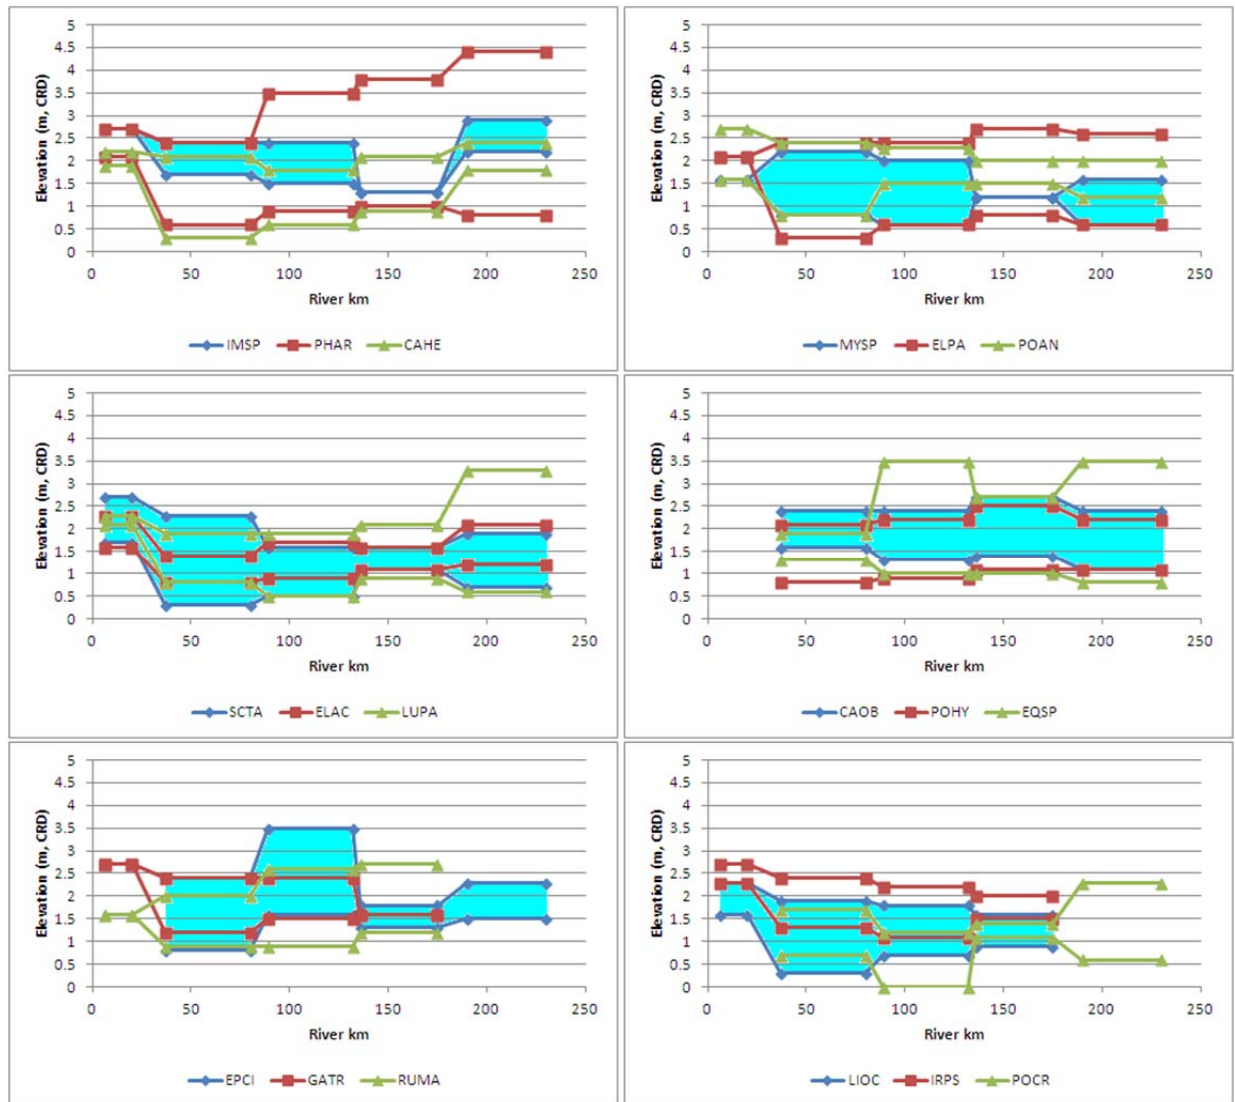 5
4.5
4
3.5
3
2.5
2
1.5
1
0.5
0
Elevation (m, CRD)
0 50 100 150 200 250
River km
IMSP PHAR CAHE
5
4.5
4
3.5
3
2.5
2
1.5
1
0.5
0
Elevation (m, CRD)
0 50 100 150 200 250
River km
MYSP ELPA POAN
5
4.5
4
3.5
3
2.5
2
1.5
1
0.5
0
Elevation (m, CRD)
0 50 100 150 200 250
River km
SCTA ELAC LUPA
5
4.5
4
3.5
3
2.5
2
1.5
1
0.5
0
Elevation (m, CRD)
0 50 100 150 200 250
River km
CAOB POHY EQSP
5
4.5
4
3.5
3
2.5
2
1.5
1
0.5
0
Elevation (m, CRD)
0 50 100 150 200 250
River km
EPCI GATR RUMA
5
4.5
4
3.5
3
2.5
2
1.5
1
0.5
0
Elevation (m, CRD)
0 50 100 150 200 250
River km
LIOC IRPS POCR